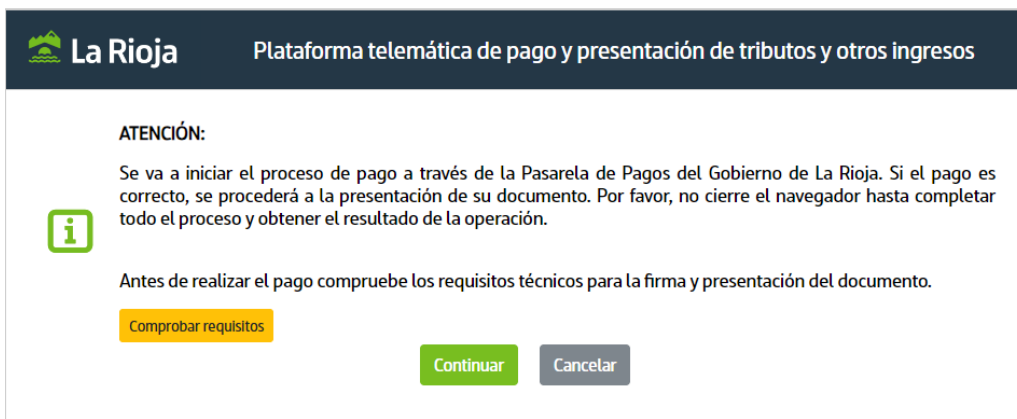 La Rioja
Plataforma telemática de pago y presentación de tributos y otros ingresos
ATENCIÓN:
Se va a iniciar el proceso de pago a través de la Pasarela de Pagos del Gobierno de La Rioja. Si el pago es
correcto, se procederá a la presentación de su documento. Por favor, no cierre el navegador hasta completar
todo el proceso y obtener el resultado de la operación.
Antes de realizar el pago compruebe los requisitos técnicos para la firma y presentación del documento.
Comprobar requisitos
Continuar
Cancelar